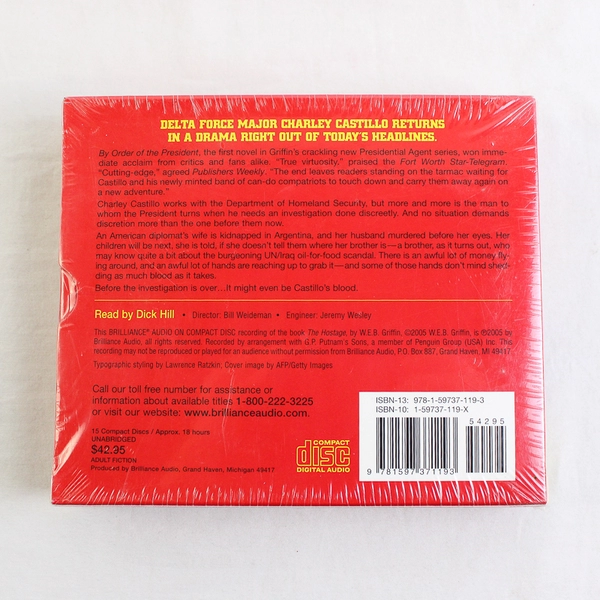 DELTA FORCE MAJOR CHARLEY CASTILLO RETURNS
IN A DRAMA RIGHT OUT OF TODAY'S HEADLINES.
By Order of the President, the first novel in Griffin's crackling new Presidential Agent series, won imme-
diate acclaim from critics and fans alike. "True virtuosity," praised the Fort Worth Star-Telegram.
"Cutting-edge," agreed Publishers Weekly. "The end leaves readers standing on the tarmac waiting for
Castillo and his newly minted band of can-do compatriots to touch down and carry them away again on
a new adventure."
Charley Castillo works with the Department of Homeland Security, but more and more is the man to
whom the President turns when he needs an investigation done discreetly. And no situation demands
discretion more than the one before them now.
An American diplomat's wife is kidnapped in Argentina, and her husband murdered before her eyes. Her
children will be next, she is told, if she doesn't tell them where her brother is—a brother, as it turns out, who
may know quite a bit about the burgeoning UN/Iraq oil-for-food scandal. There is an awful lot of money fly-
ing around, and an awful lot of hands are reaching up to grab it—and some of those hands don't mind shed-
ding as much blood as it takes.
Before the investigation is over...It might even be Castillo's blood.
Read by Dick Hill • Director: Bill Weideman • Engineer: Jeremy Wesley
This BRILLIANCE® AUDIO ON COMPACT DISC recording of the book The Hostage, by W.E.B. Griffin, ©2005 W.E.B. Griffin, is ℗2005 by
Brilliance Audio, all rights reserved. Recorded by arrangement with G.P. Putnam's Sons, a member of Penguin Group (USA) Inc. This
recording may not be reproduced or played for an audience without permission from Brilliance Audio, P.O. Box 887, Grand Haven, MI 49417
Typographic styling by Lawrence Ratzkin. Cover image by AFP/Getty Images
Call our toll free number for assistance or
information about available titles 1-800-222-3225
or visit our website: www.brillianceaudio.com.
15 Compact Discs / Approx. 18 hours
UNABRIDGED
$42.95
ADULT FICTION
Produced by Brilliance Audio, Grand Haven, Michigan 49417
COMPACT
disc
DIGITAL AUDIO
ISBN-13: 978-1-59737-119-3
ISBN-10: 1-59737-119-X
54295
9 781597 371193